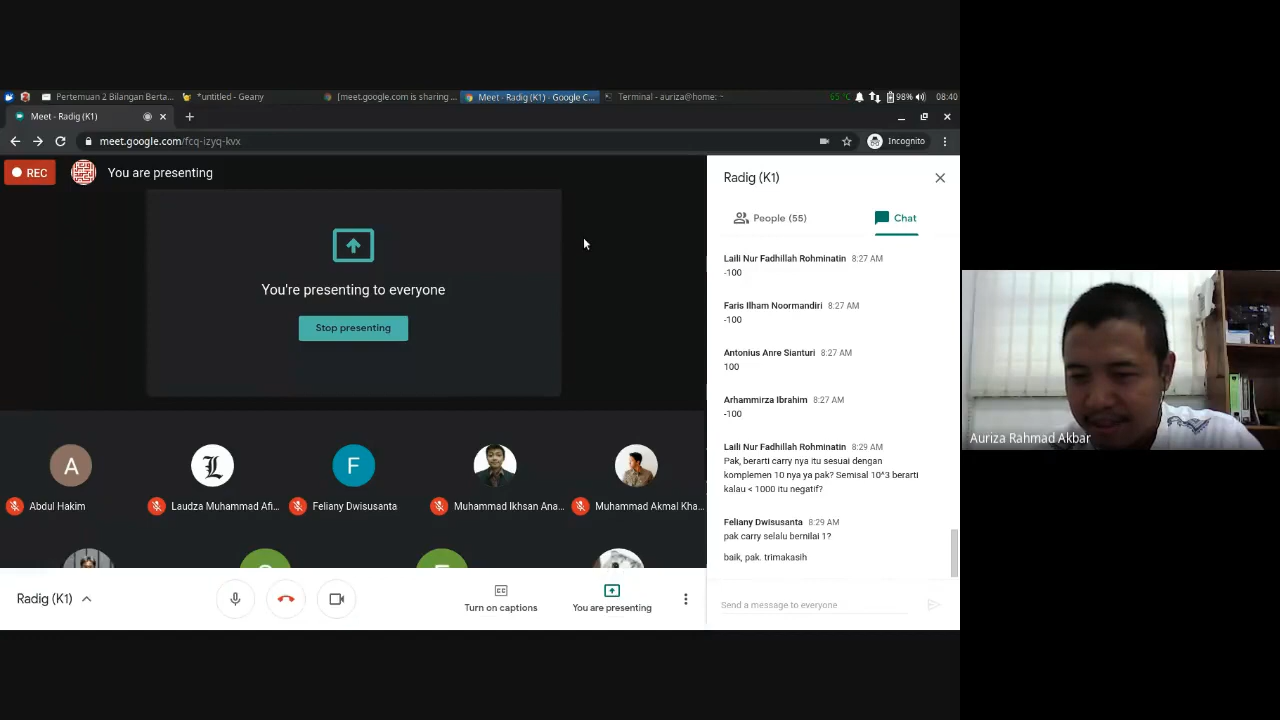 Pertemuan 2 Bilangan Berta...
*untitled - Geany
[meet.google.com is sharing ...
Meet - Radig (K1) - Google C...
Terminal - auriza@home: ~
65°C
98%
08:40
Meet - Radig (K1)
meet.google.com/fcq-izyq-kvx
Incognito
REC
You are presenting
You're presenting to everyone
Stop presenting
A
L
F
Abdul Hakim
Laudza Muhammad Afi...
Feliany Dwisusanta
Muhammad Ikhsan Ana...
Muhammad Akmal Kha...
Radig (K1)
CC
Turn on captions
You are presenting
Radig (K1)
People (55)
Chat
Laili Nur Fadhillah Rohminatin 8:27 AM
-100
Faris Ilham Noormandiri 8:27 AM
-100
Antonius Anre Sianturi 8:27 AM
100
Arhammirza Ibrahim 8:27 AM
-100
Laili Nur Fadhillah Rohminatin 8:29 AM
Pak, berarti carry nya itu sesuai dengan
komplemen 10 nya ya pak? Semisal 10^3 berarti
kalau < 1000 itu negatif?
Feliany Dwisusanta 8:29 AM
pak carry selalu bernilai 1?
baik, pak. trimakasih
Send a message to everyone
Auriza Rahmad Akbar